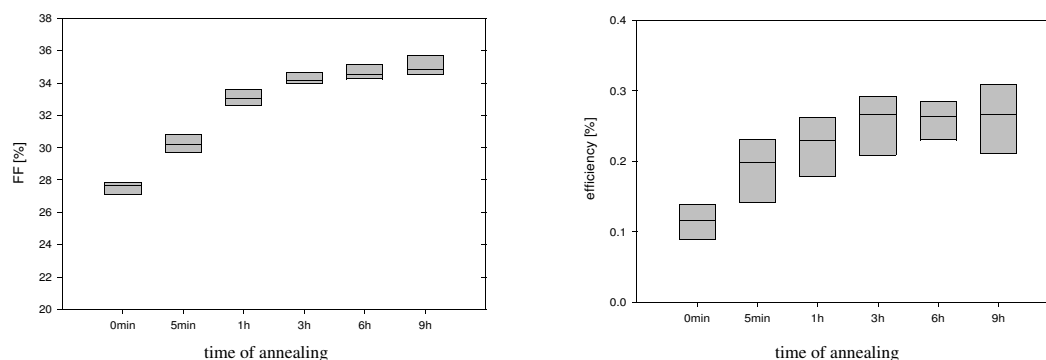 38
36
34
32
30
28
26
24
22
20
FF [%]
0min 5min 1h 3h 6h 9h
time of annealing
0.4
0.3
0.2
0.1
0.0
efficiency [%]
0min 5min 1h 3h 6h 9h
time of annealing